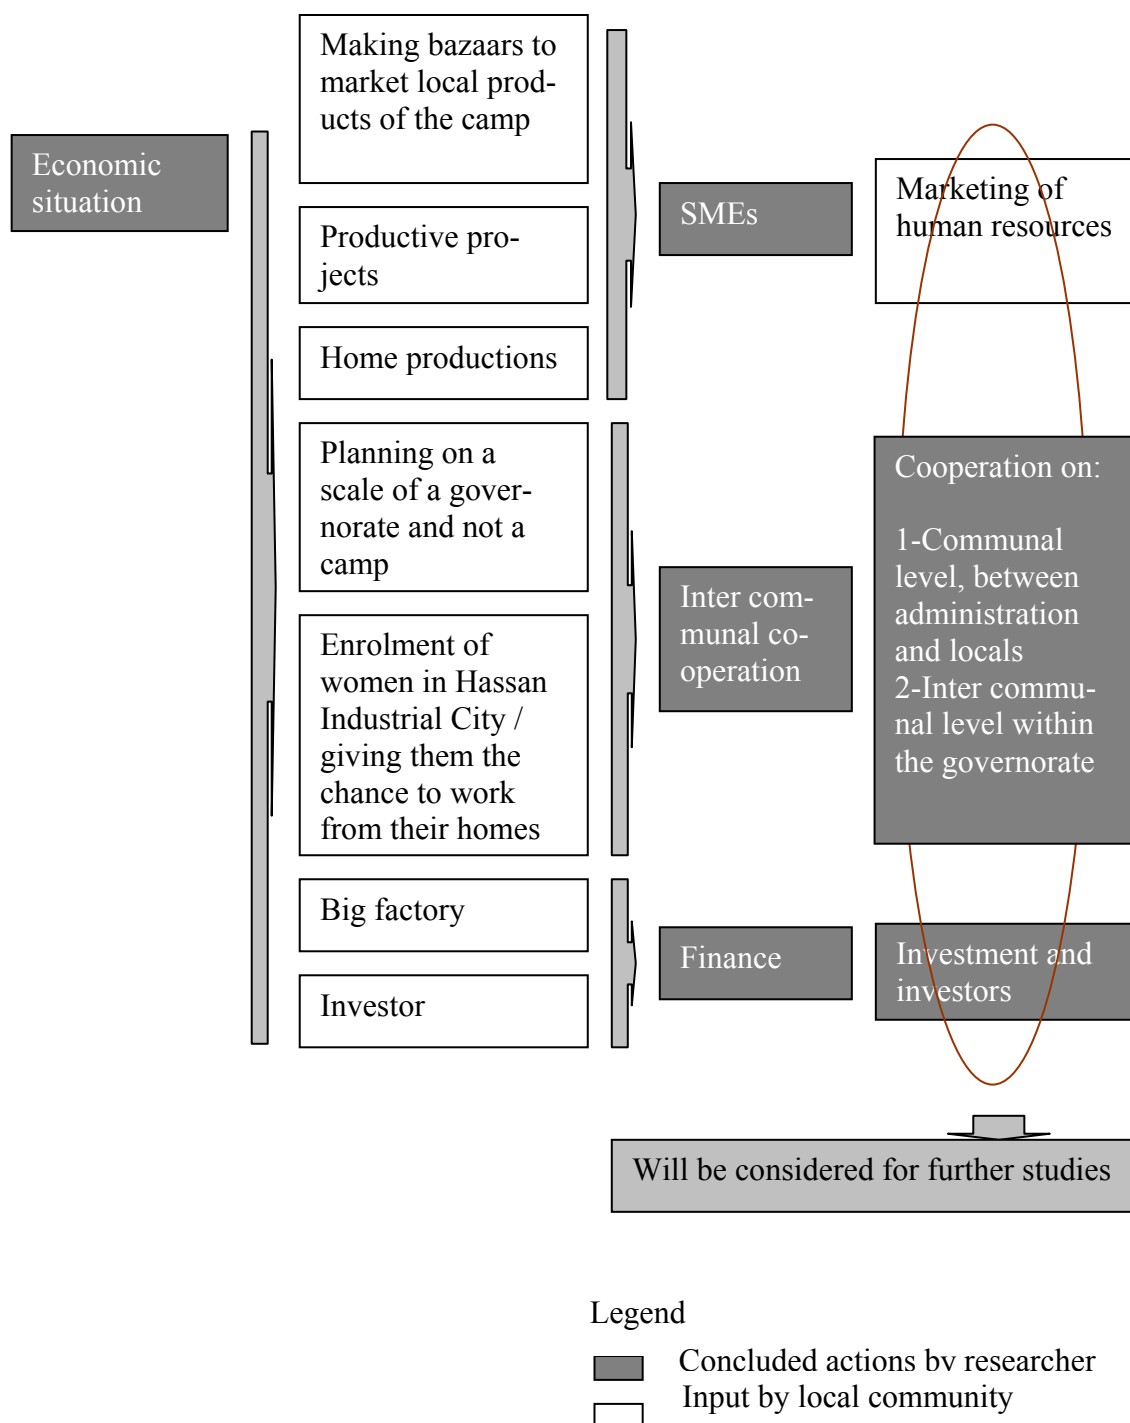 Economic
situation
Making bazaars to
market local prod-
ucts of the camp
Productive pro-
jects
Home productions
Planning on a
scale of a gover-
norate and not a
camp
Enrolment of
women in Hassan
Industrial City /
giving them the
chance to work
from their homes
Big factory
Investor
SMEs
Inter com-
munal co-
operation
Finance
Marketing of
human resources
Cooperation on:
1-Communal
level, between
administration
and locals
2-Inter commu-
nal level within
the governorate
Investment and
investors
Will be considered for further studies
Legend
Concluded actions by researcher
Input by local community